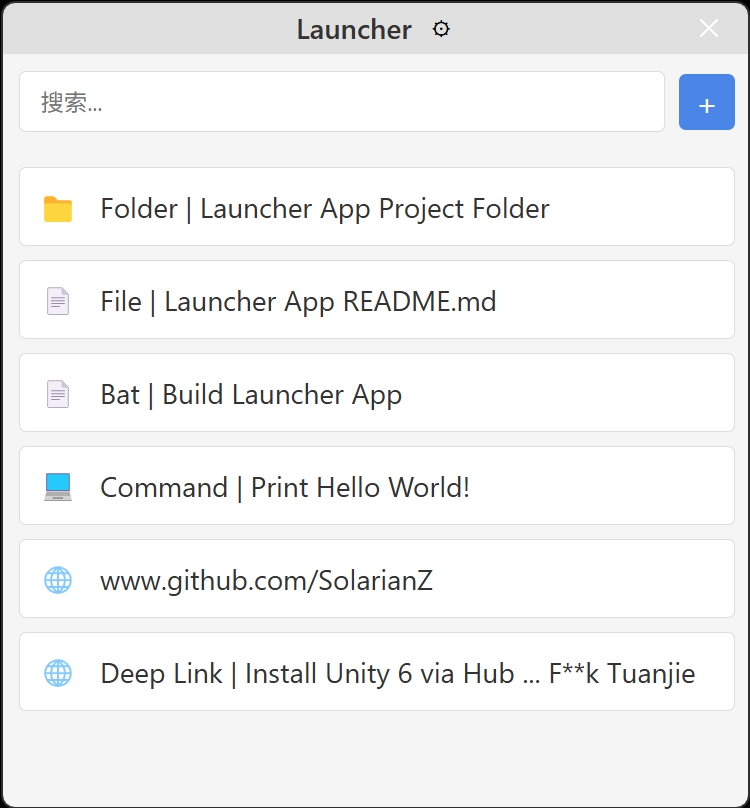 Launcher
搜索...
+
Folder | Launcher App Project Folder
File | Launcher App README.md
Bat | Build Launcher App
Command | Print Hello World!
www.github.com/SolarianZ
Deep Link | Install Unity 6 via Hub ... F**k Tuanjie